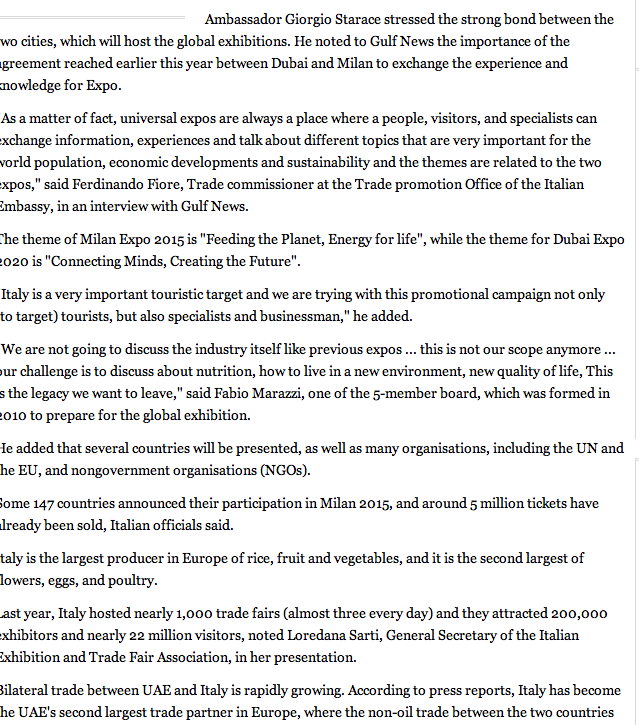 Ambassador Giorgio Starace stressed the strong bond between the
wo cities, which will host the global exhibitions. He noted to Gulf News the importance of the
agreement reached earlier this year between Dubai and Milan to exchange the experience and
knowledge for Expo.
As a matter of fact, universal expos are always a place where a people, visitors, and specialists can
exchange information, experiences and talk about different topics that are very important for the
world population, economic developments and sustainability and the themes are related to the two
expos," said Ferdinando Fiore, Trade commissioner at the Trade promotion Office of the Italian
Embassy, in an interview with Gulf News.
The theme of Milan Expo 2015 is "Feeding the Planet, Energy for life", while the theme for Dubai Expo
2020 is "Connecting Minds, Creating the Future".
Italy is a very important touristic target and we are trying with this promotional campaign not only
to target) tourists, but also specialists and businessman," he added.
We are not going to discuss the industry itself like previous expos ... this is not our scope anymore ...
our challenge is to discuss about nutrition, how to live in a new environment, new quality of life, This
is the legacy we want to leave," said Fabio Marazzi, one of the 5-member board, which was formed in
2010 to prepare for the global exhibition.
He added that several countries will be presented, as well as many organisations, including the UN and
he EU, and nongovernment organisations (NGOs).
Some 147 countries announced their participation in Milan 2015, and around 5 million tickets have
already been sold, Italian officials said.
taly is the largest producer in Europe of rice, fruit and vegetables, and it is the second largest of
lowers, eggs, and poultry.
Last year, Italy hosted nearly 1,000 trade fairs (almost three every day) and they attracted 200,000
exhibitors and nearly 22 million visitors, noted Loredana Sarti, General Secretary of the Italian
Exhibition and Trade Fair Association, in her presentation.
Bilateral trade between UAE and Italy is rapidly growing. According to press reports, Italy has become
he UAE's second largest trade partner in Europe, where the non-oil trade between the two countries